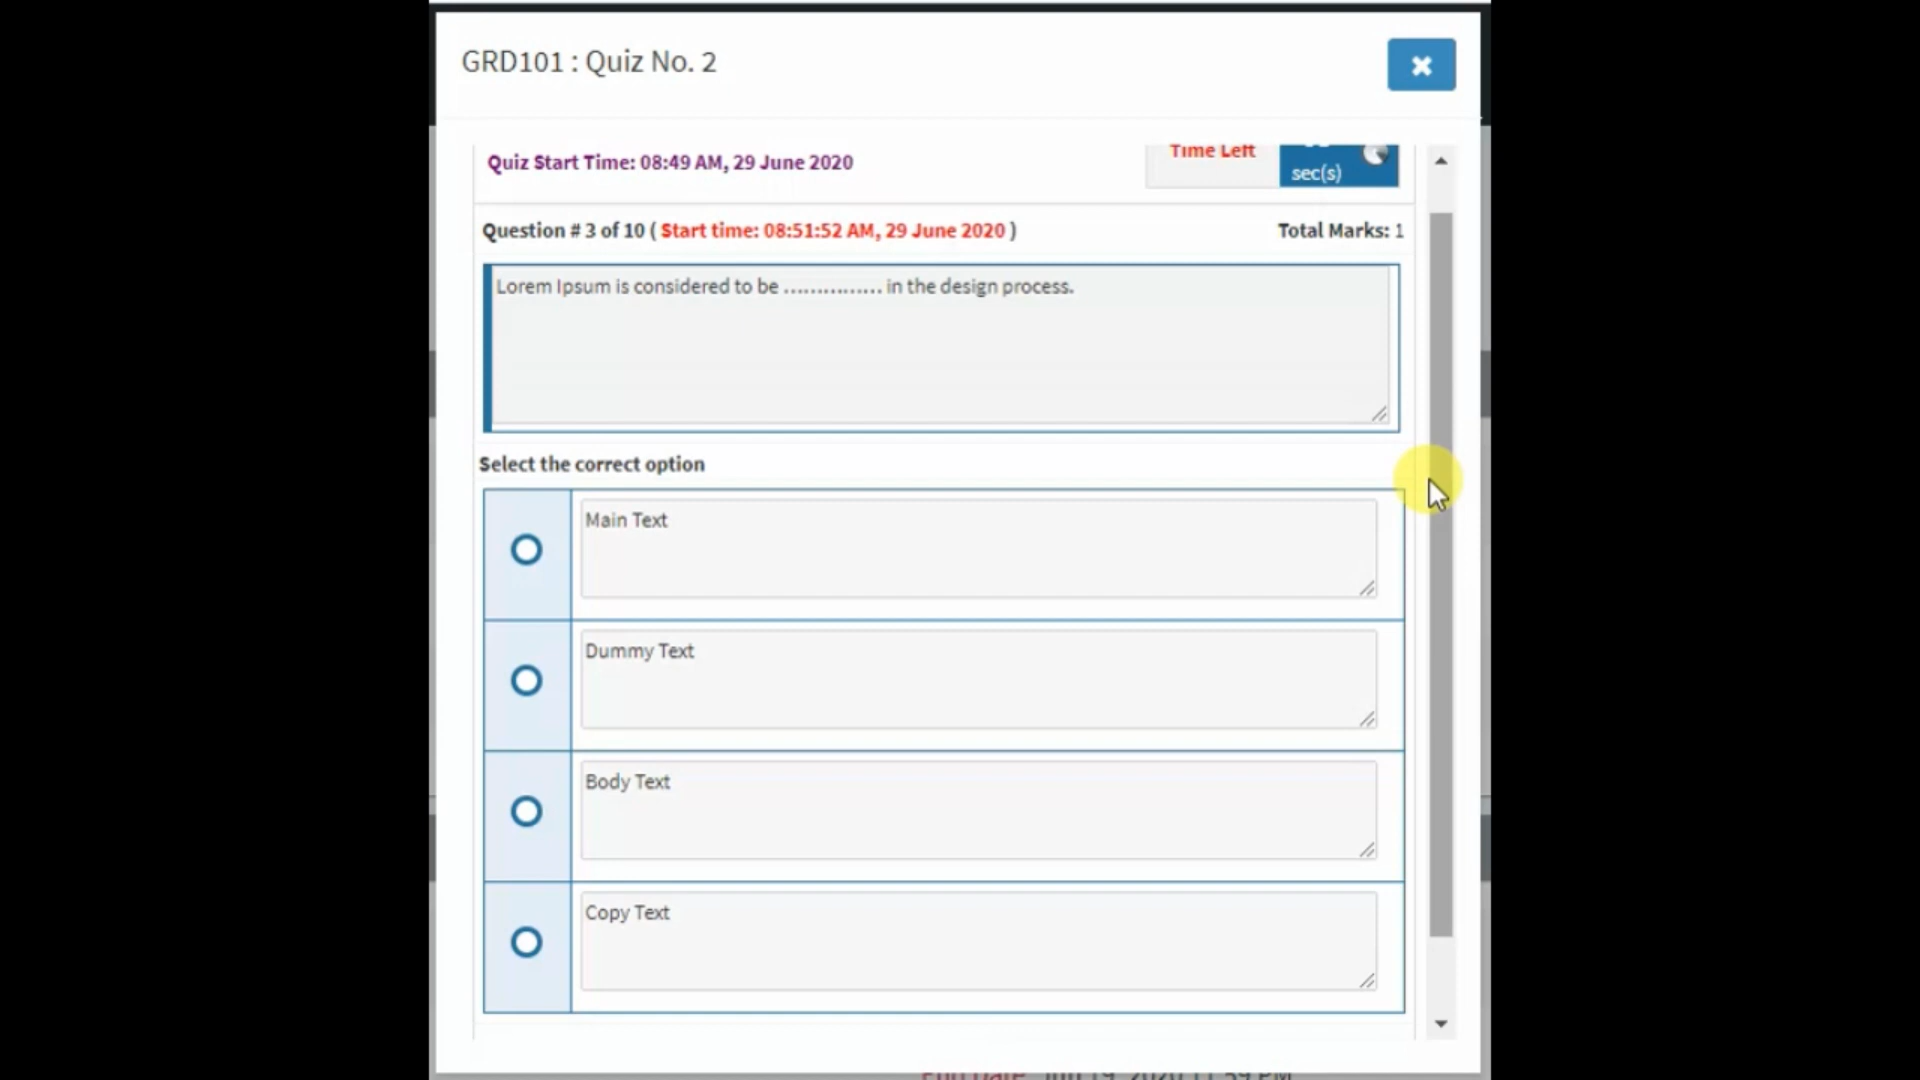 GRD101 : Quiz No. 2
Quiz Start Time: 08:49 AM, 29 June 2020
Time Left
sec(s)
Question # 3 of 10 ( Start time: 08:51:52 AM, 29 June 2020 )
Total Marks: 1
Lorem Ipsum is considered to be ............... in the design process.
Select the correct option
Main Text
Dummy Text
Body Text
Copy Text